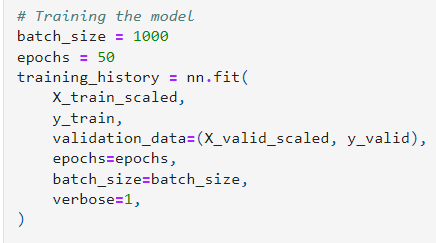 # Training the model
batch_size = 1000
epochs = 50
training_history = nn.fit(
    X_train_scaled,
    y_train,
    validation_data=(X_valid_scaled, y_valid),
    epochs=epochs,
    batch_size=batch_size,
    verbose=1,
)